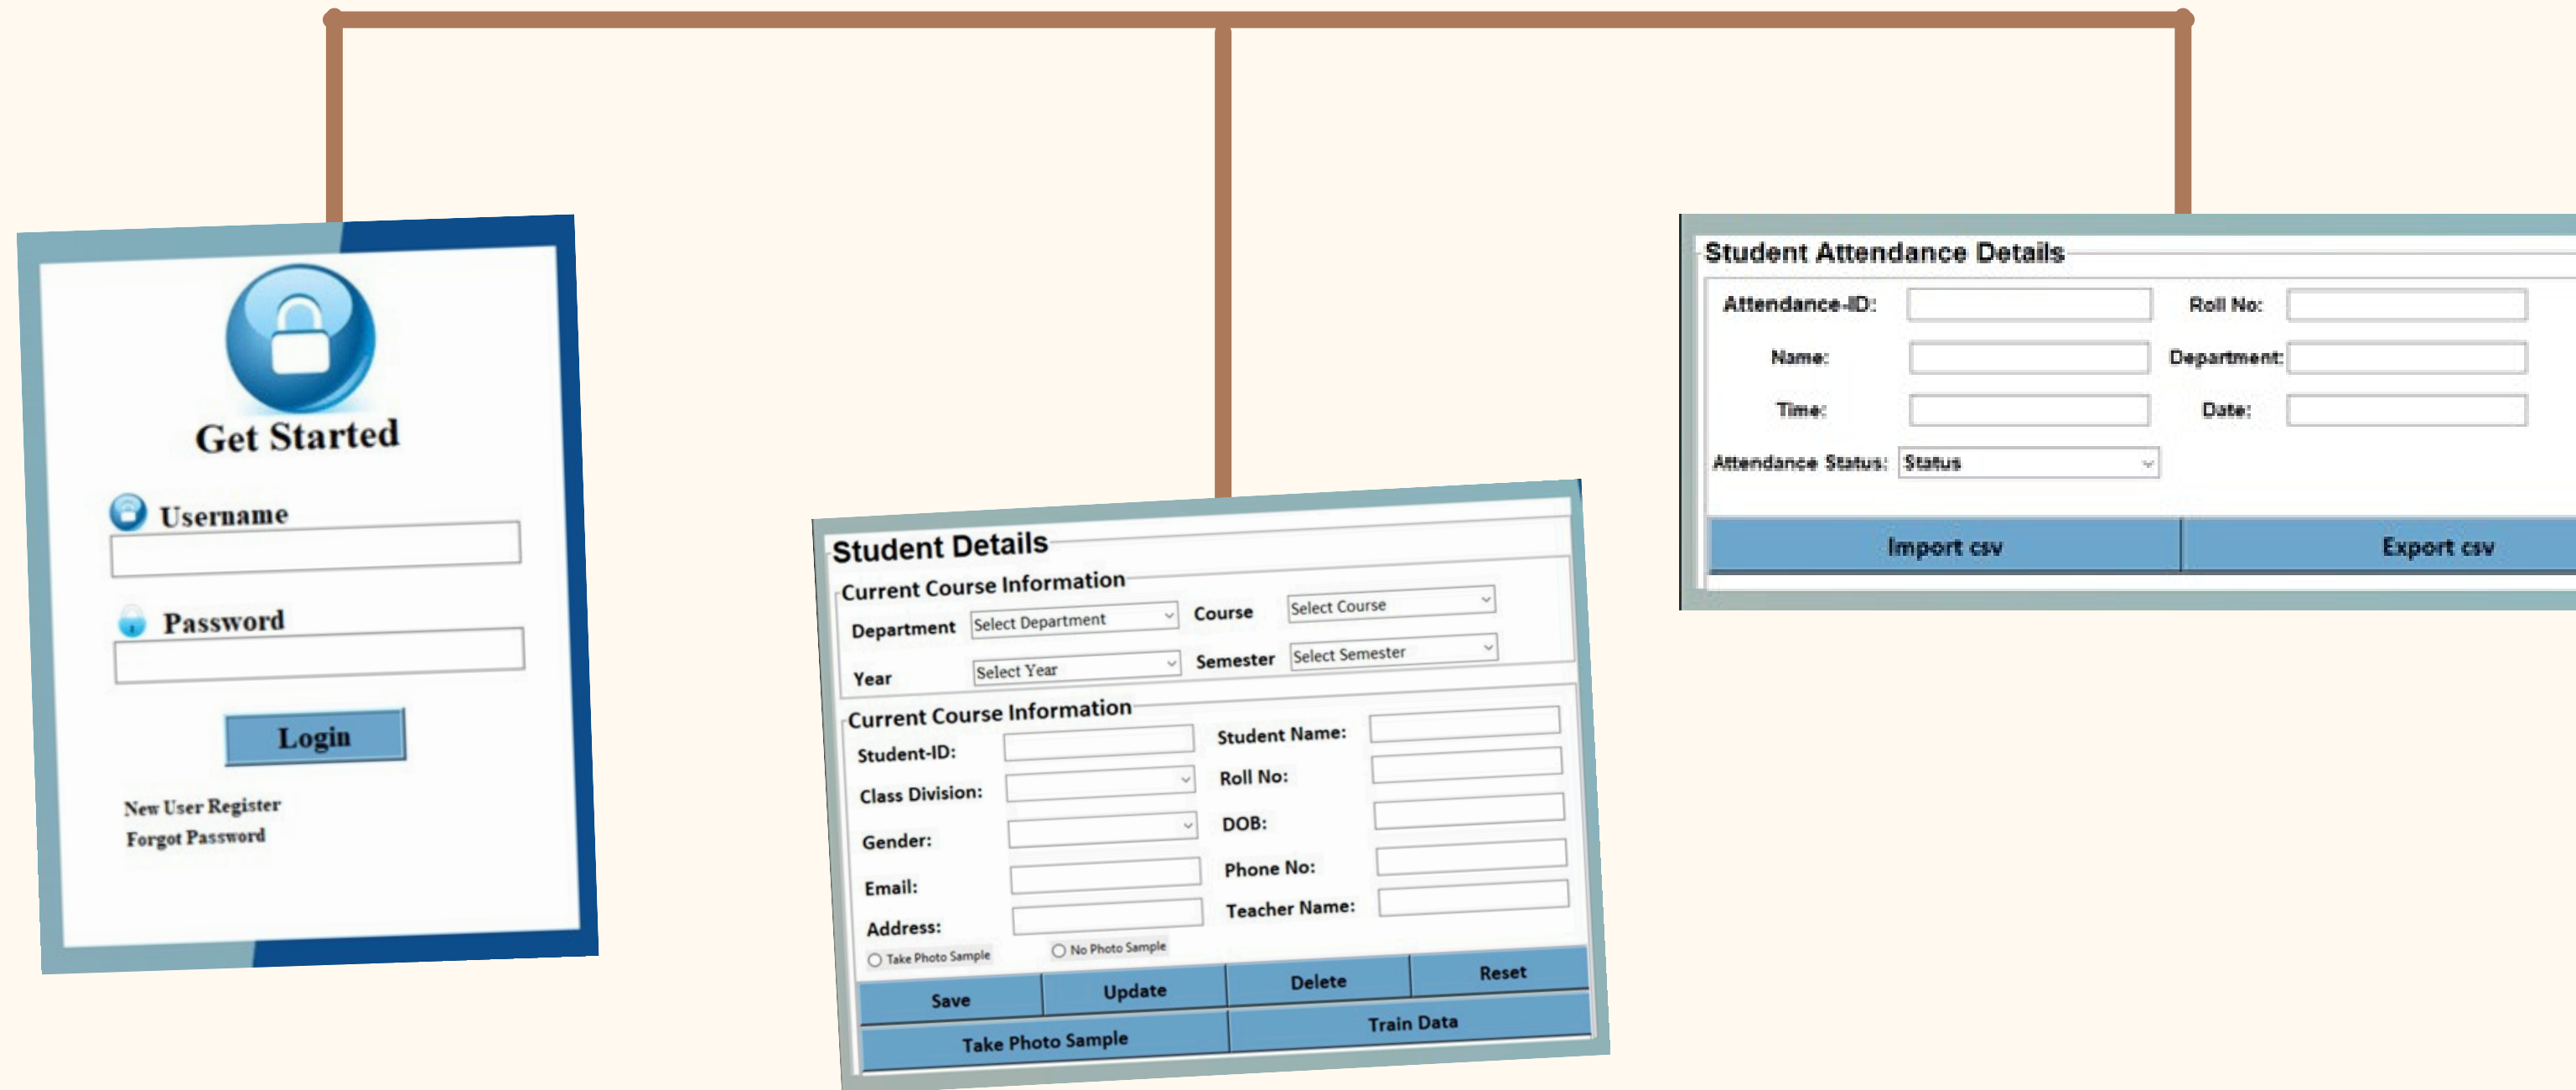 Get Started
Username
Password
Login
New User Register
Forgot Password
Student Details
Current Course Information
Department Select Department Course Select Course
Year Select Year Semester Select Semester
Current Course Information
Student-ID: Student Name:
Class Division: Roll No:
Gender: DOB:
Email: Phone No:
Address: Teacher Name:
Take Photo Sample No Photo Sample
Save Update Delete Reset
Take Photo Sample Train Data
Student Attendance Details
Attendance-ID: Roll No:
Name: Department:
Time: Date:
Attendance Status: Status
Import csv Export csv